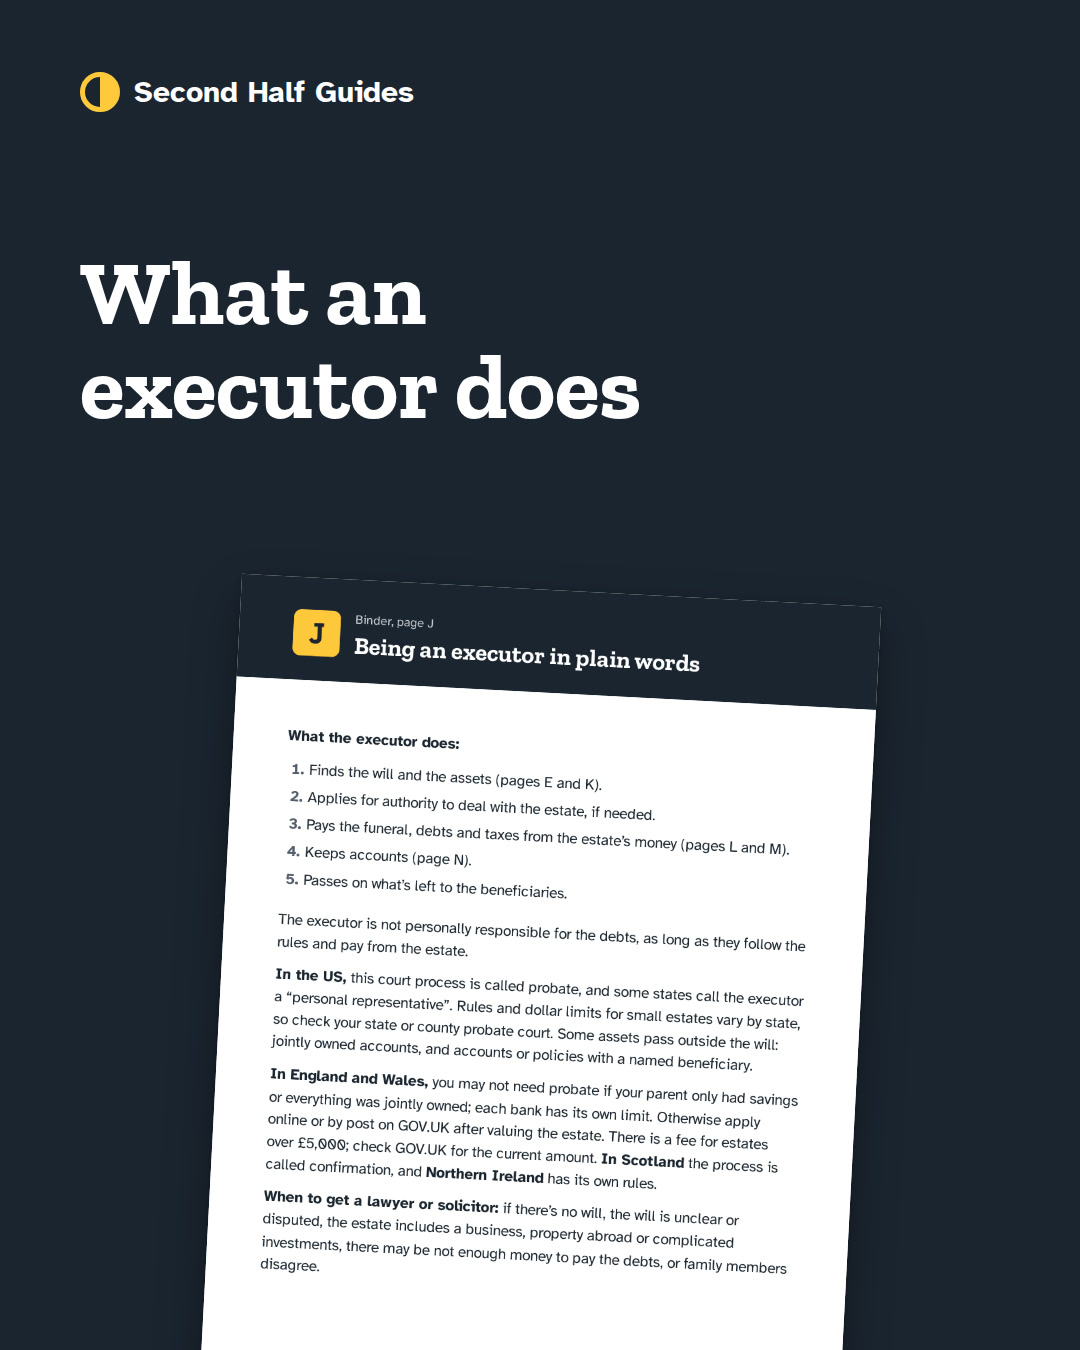 Second Half Guides
What an
executor does
J
Binder, page J
Being an executor in plain words
What the executor does:
1. Finds the will and the assets (pages E and K).
2. Applies for authority to deal with the estate, if needed.
3. Pays the funeral, debts and taxes from the estate’s money (pages L and M).
4. Keeps accounts (page N).
5. Passes on what’s left to the beneficiaries.
The executor is not personally responsible for the debts, as long as they follow the
rules and pay from the estate.
In the US, this court process is called probate, and some states call the executor
a “personal representative”. Rules and dollar limits for small estates vary by state,
so check your state or county probate court. Some assets pass outside the will:
jointly owned accounts, and accounts or policies with a named beneficiary.
In England and Wales, you may not need probate if your parent only had savings
or everything was jointly owned; each bank has its own limit. Otherwise apply
online or by post on GOV.UK after valuing the estate. There is a fee for estates
over £5,000; check GOV.UK for the current amount. In Scotland the process is
called confirmation, and Northern Ireland has its own rules.
When to get a lawyer or solicitor: if there’s no will, the will is unclear or
disputed, the estate includes a business, property abroad or complicated
investments, there may be not enough money to pay the debts, or family members
disagree.